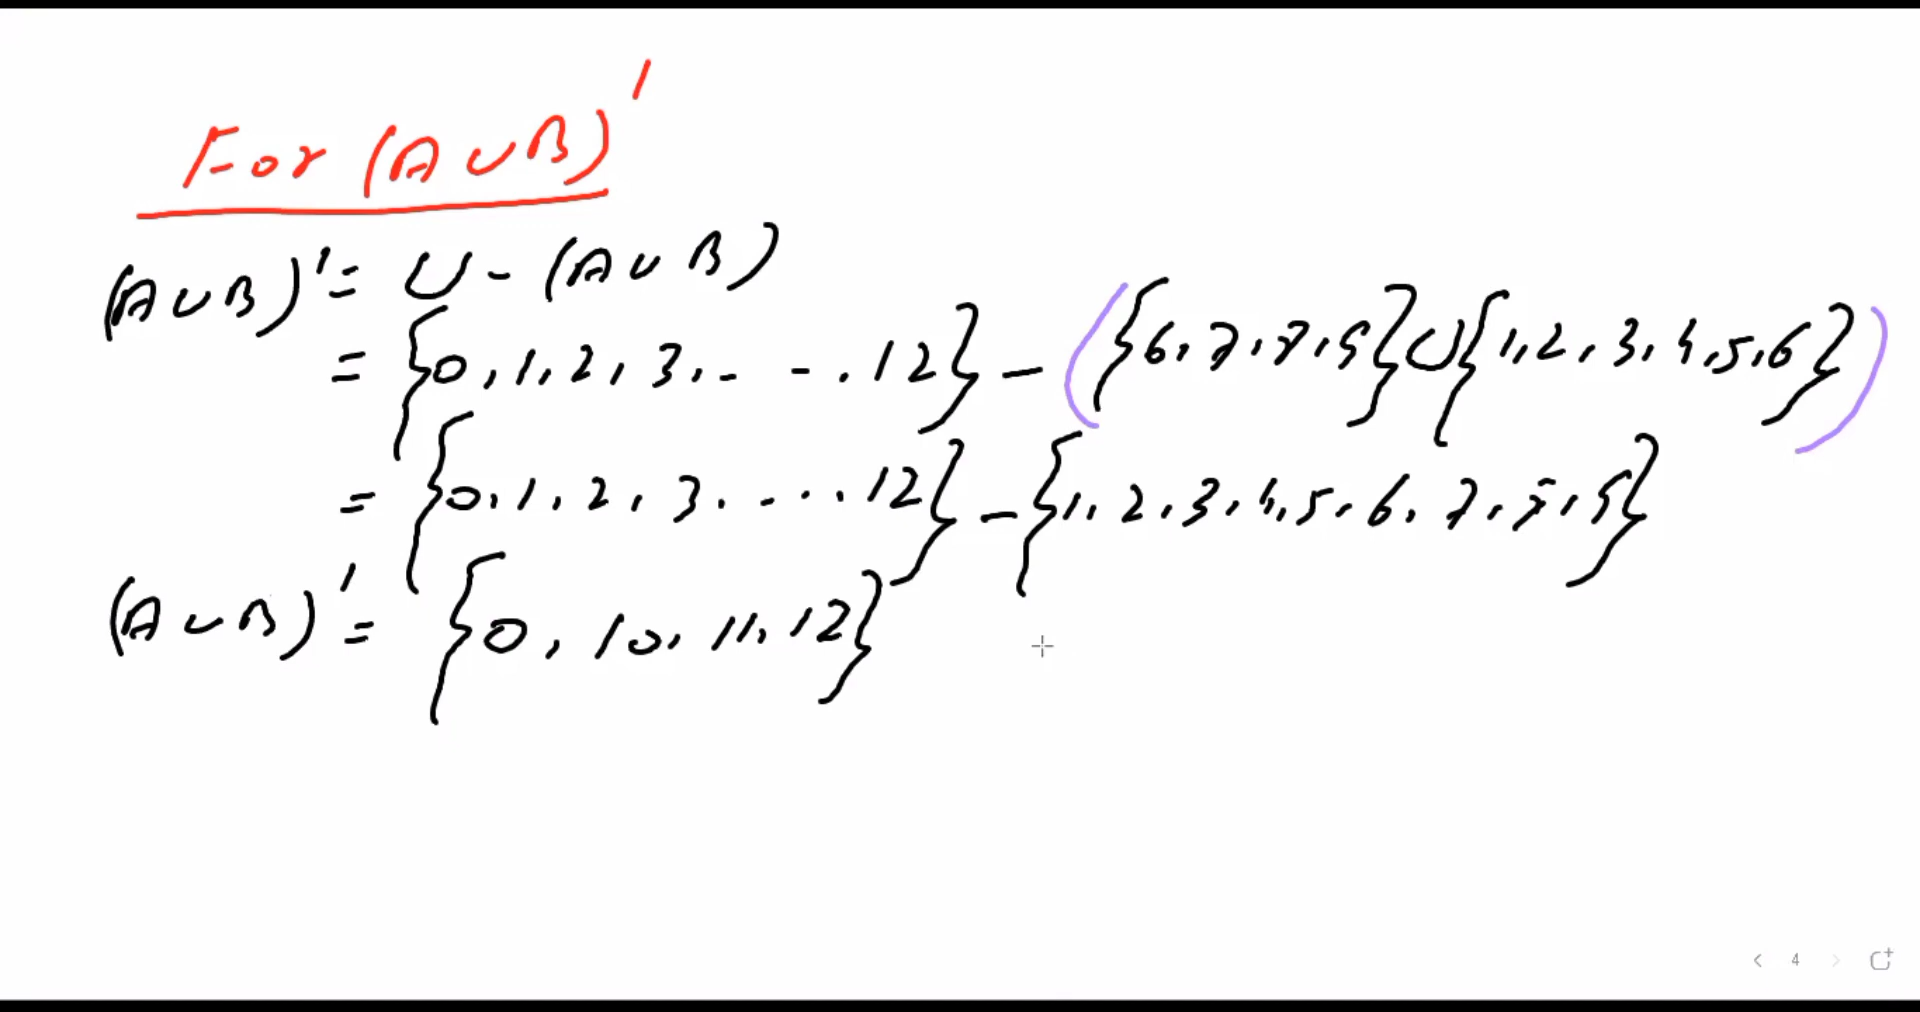 For (A∪B)'
(A∪B)' = U - (A∪B)
= {0, 1, 2, 3, - - . 12} - ({6, 7, 8, 9} ∪ {1, 2, 3, 4, 5, 6})
= {0, 1, 2, 3. - . . . 12} - {1, 2, 3, 4, 5, 6, 7, 8, 9}
(A∪B)' = {0, 10, 11, 12}
4